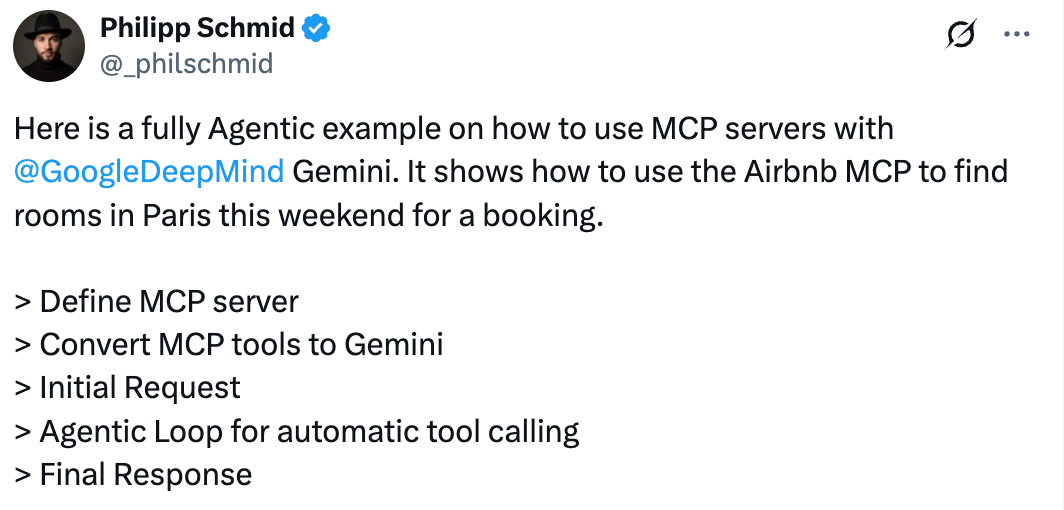 Philipp Schmid
@_philschmid
Here is a fully Agentic example on how to use MCP servers with
@GoogleDeepMind Gemini. It shows how to use the Airbnb MCP to find
rooms in Paris this weekend for a booking.
> Define MCP server
> Convert MCP tools to Gemini
> Initial Request
> Agentic Loop for automatic tool calling
> Final Response